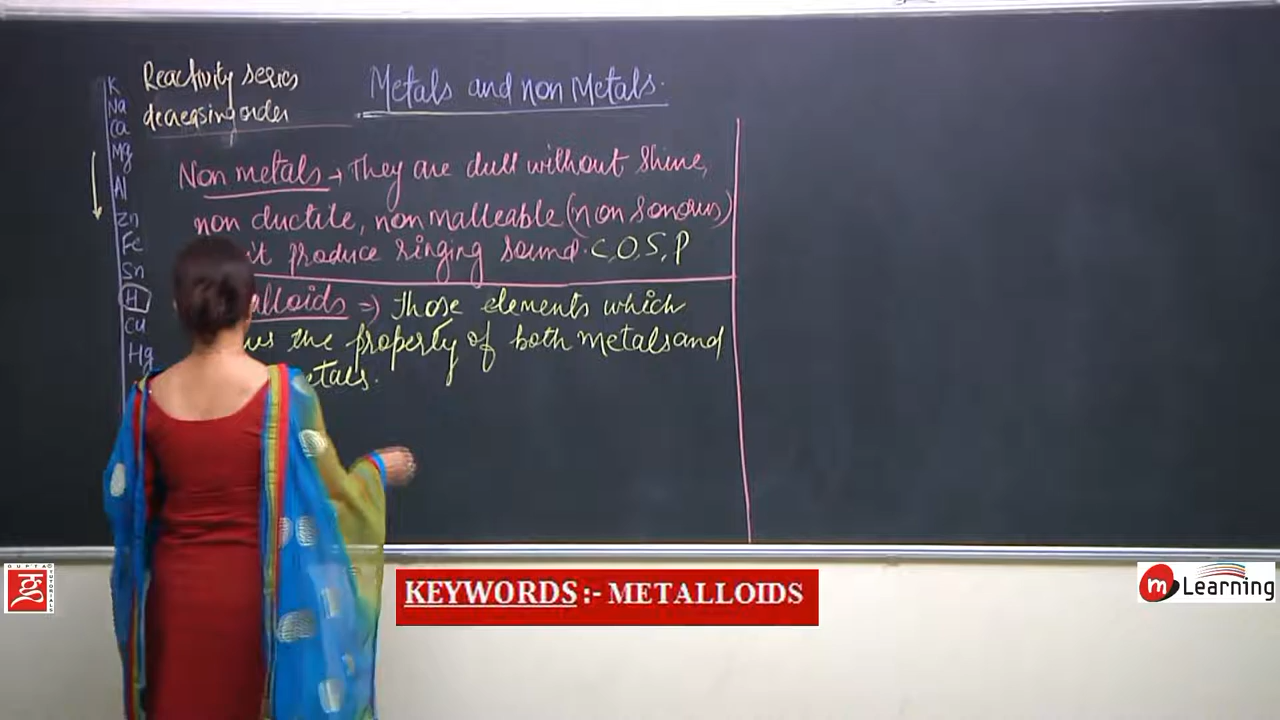 Reactivity series
decreasing order
Metals and non Metals.
K
Na
Ca
Mg
Al
Zn
Fe
Sn
H
Cu
Hg
Non metals → They are dull without shine,
non ductile, non malleable (non sonorous)
produce ringing sound. C, O, S, P
alloids ⇒ Those elements which
the property of both metals and
etals.
KEYWORDS :- METALLOIDS
GUPTA TUTORIALS
m Learning